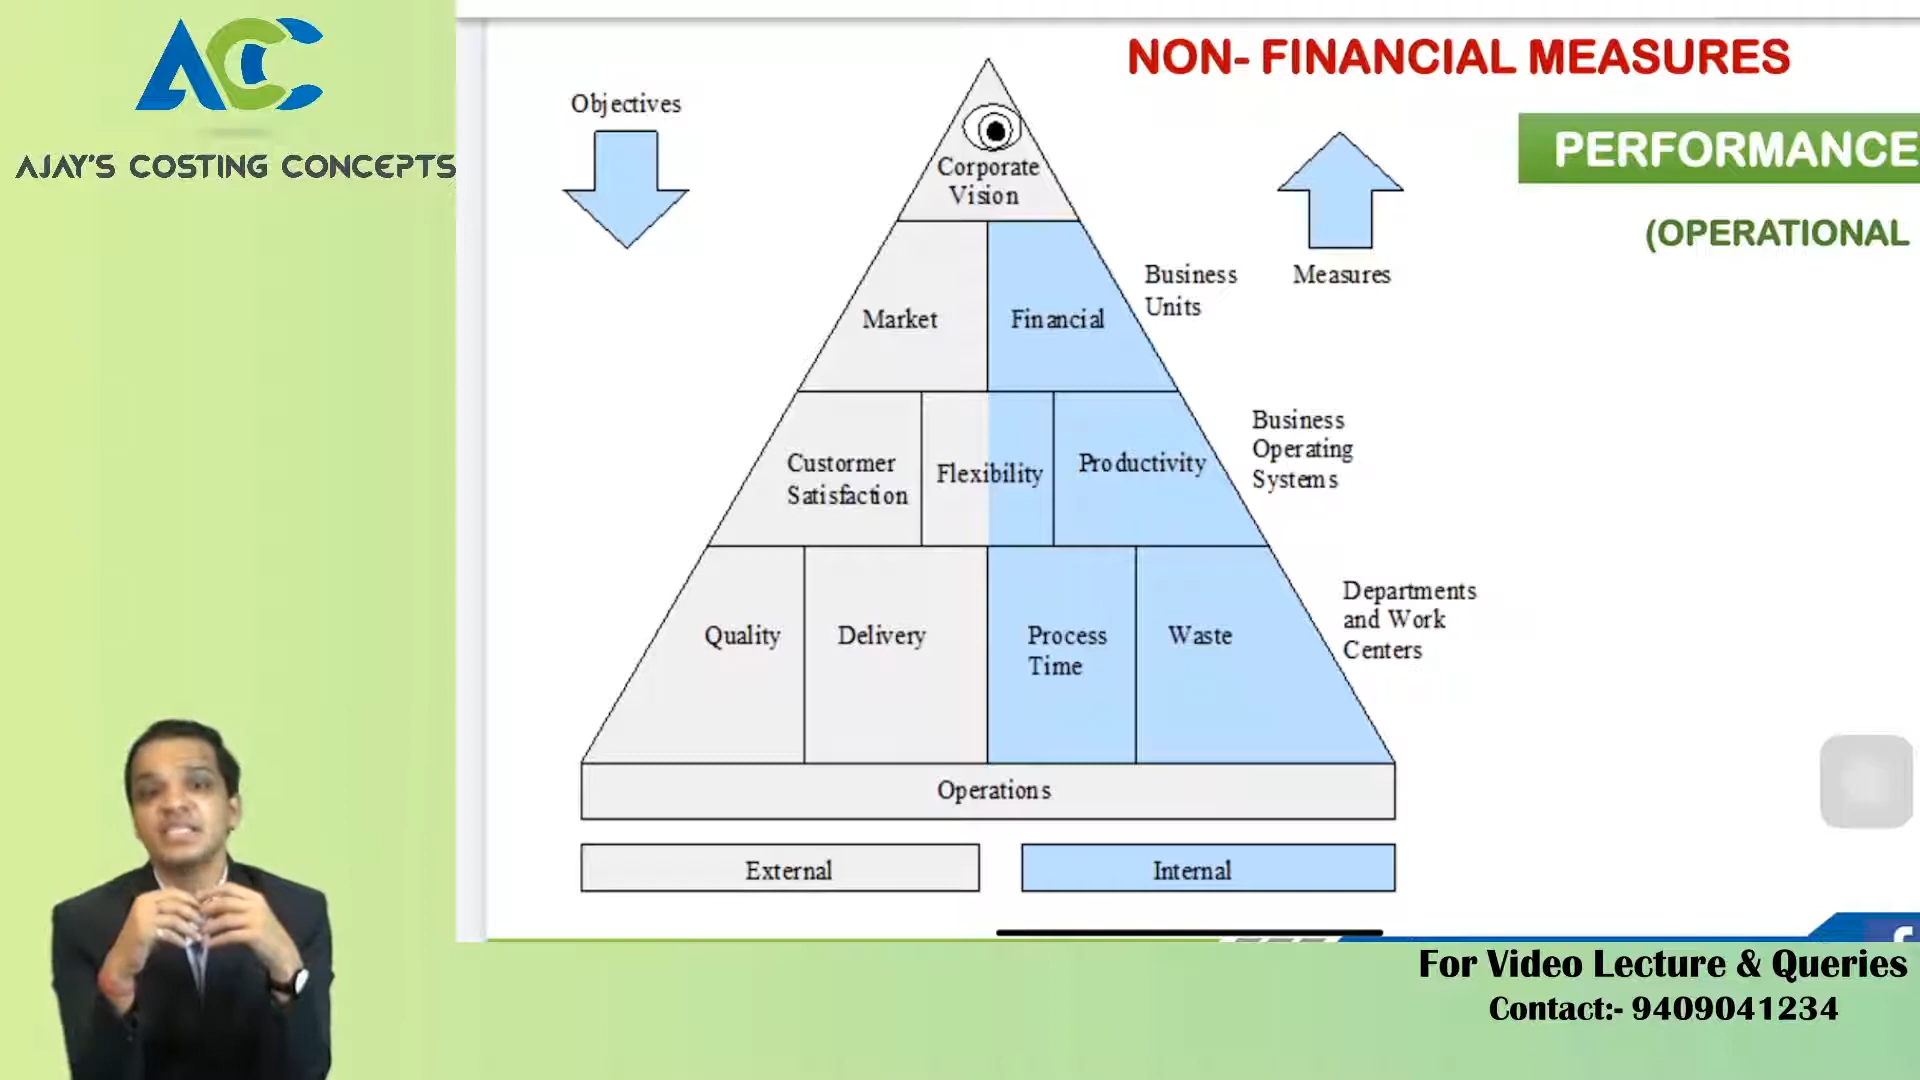 ACC
AJAY'S COSTING CONCEPTS
NON- FINANCIAL MEASURES
PERFORMANCE
(OPERATIONAL
Objectives
Corporate
Vision
Measures
Business
Units
Market
Financial
Business
Operating
Systems
Custormer
Satisfaction
Flexibility
Productivity
Departments
and Work
Centers
Quality
Delivery
Process
Time
Waste
Operations
External
Internal
For Video Lecture & Queries
Contact:- 9409041234